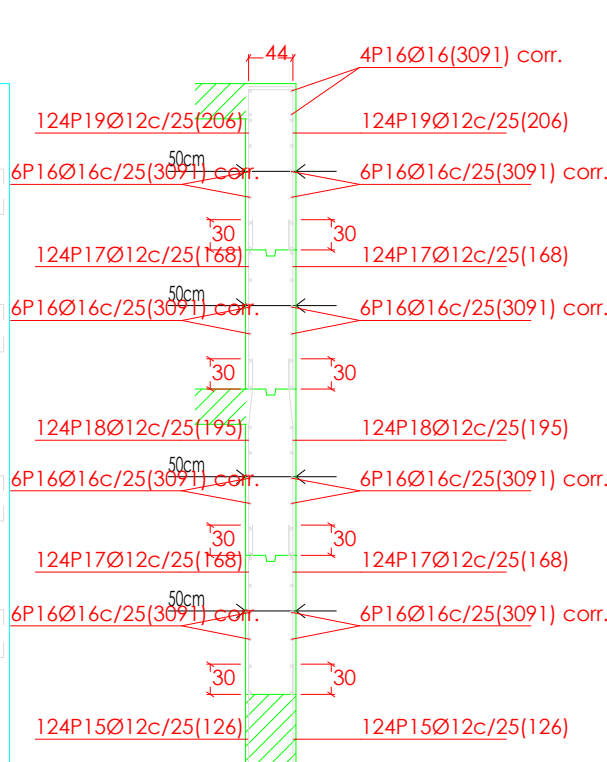 44
4P16Ø16(3091) corr.
124P19Ø12c/25(206)
124P19Ø12c/25(206)
50cm
6P16Ø16c/25(3091) corr.
6P16Ø16c/25(3091) corr.
30
30
124P17Ø12c/25(168)
124P17Ø12c/25(168)
50cm
6P16Ø16c/25(3091) corr.
6P16Ø16c/25(3091) corr.
30
30
124P18Ø12c/25(195)
124P18Ø12c/25(195)
50cm
6P16Ø16c/25(3091) corr.
6P16Ø16c/25(3091) corr.
30
30
124P17Ø12c/25(168)
124P17Ø12c/25(168)
50cm
6P16Ø16c/25(3091) corr.
6P16Ø16c/25(3091) corr.
30
30
124P15Ø12c/25(126)
124P15Ø12c/25(126)